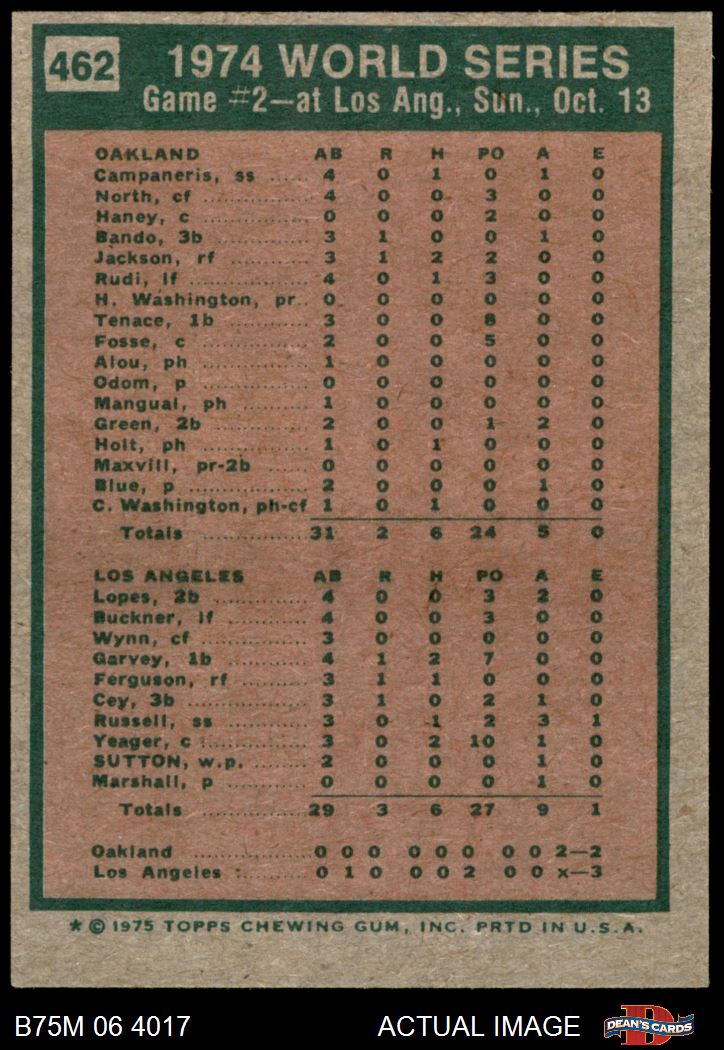 462
1974 WORLD SERIES
Game #2—at Los Ang., Sun., Oct. 13
OAKLAND AB R H PO A E
Campaneris, ss ...... 4 0 1 0 1 0
North, cf ............... 4 0 0 3 0 0
Haney, c ............... 0 0 0 2 0 0
Bando, 3b ............ 3 1 0 0 1 0
Jackson, rf ............ 3 1 2 2 0 0
Rudi, lf .................. 4 0 1 3 0 0
H. Washington, pr.. 0 0 0 0 0 0
Tenace, 1b ............ 3 0 0 8 0 0
Fosse, c ............... 2 0 0 5 0 0
Alou, ph ............... 1 0 0 0 0 0
Odom, p ............... 0 0 0 0 0 0
Mangual, ph .......... 1 0 0 0 0 0
Green, 2b .............. 2 0 0 1 2 0
Holt, ph ................ 1 0 1 0 0 0
Maxvill, pr-2b ........ 0 0 0 0 0 0
Blue, p .................. 2 0 0 0 1 0
C. Washington, ph-cf 1 0 1 0 0 0
Totals ............... 31 2 6 24 5 0
LOS ANGELES AB R H PO A E
Lopes, 2b .............. 4 0 0 3 2 0
Buckner, lf ............ 4 0 0 3 0 0
Wynn, cf ............... 3 0 0 0 0 0
Garvey, 1b ............ 4 1 2 7 0 0
Ferguson, rf .......... 3 1 1 0 0 0
Cey, 3b ................. 3 1 0 2 1 0
Russell, ss ............ 3 0 1 2 3 1
Yeager, c .............. 3 0 2 10 1 0
SUTTON, w.p. ........ 2 0 0 0 1 0
Marshall, p ............ 0 0 0 0 1 0
Totals ............... 29 3 6 27 9 1
Oakland ............... 0 0 0 0 0 0 0 0 2—2
Los Angeles .......... 0 1 0 0 0 2 0 0 x—3
* © 1975 TOPPS CHEWING GUM, INC. PRTD IN U.S.A.
B75M 06 4017 ACTUAL IMAGE
D
DEAN'S CARDS